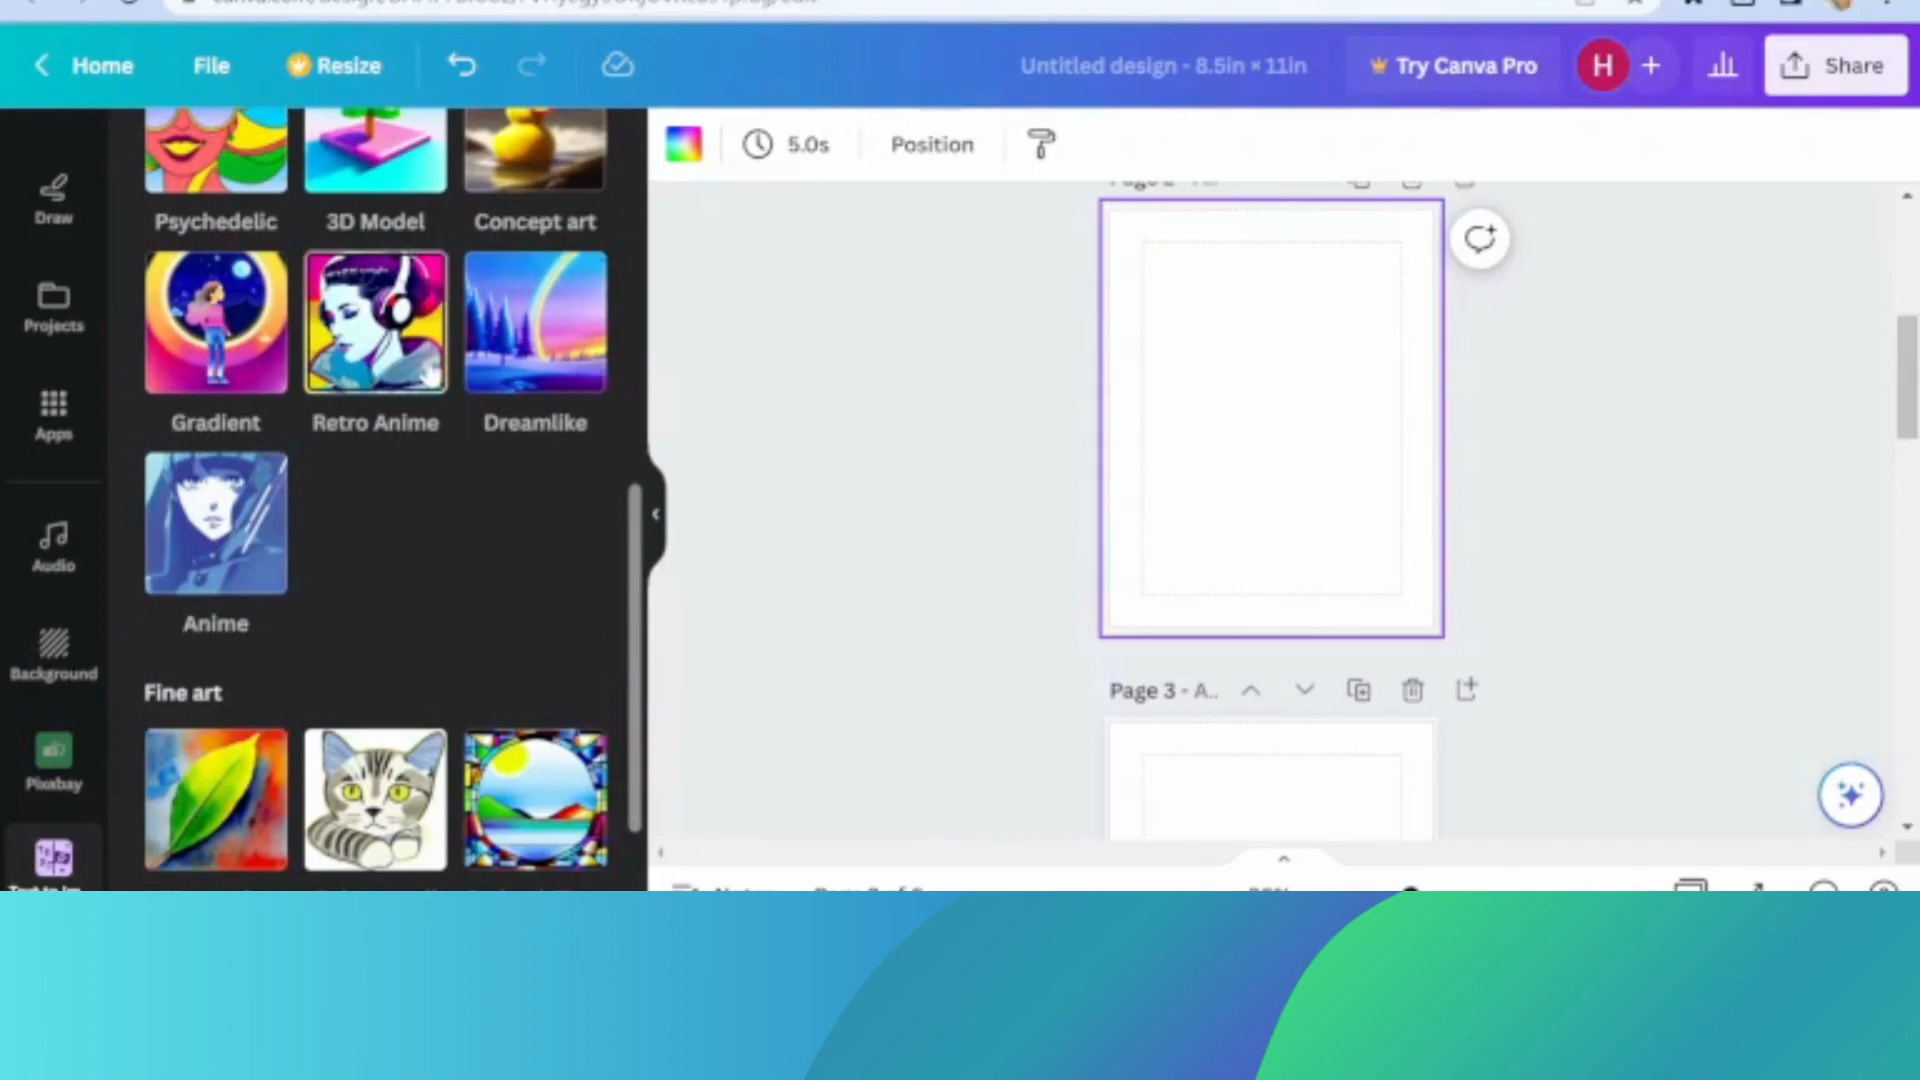 Home
File
Resize
Untitled design - 8.5in × 11in
Try Canva Pro
H
Share
5.0s
Position
Draw
Projects
Apps
Audio
Background
Pixabay
Psychedelic
3D Model
Concept art
Gradient
Retro Anime
Dreamlike
Anime
Fine art
Page 3 - A..